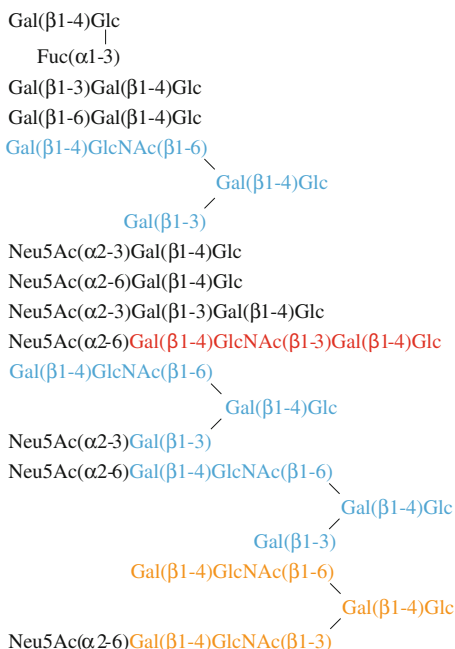 Gal(β1-4)Glc
Fuc(α1-3)
Gal(β1-3)Gal(β1-4)Glc
Gal(β1-6)Gal(β1-4)Glc
Gal(β1-4)GlcNAc(β1-6)
Gal(β1-4)Glc
Gal(β1-3)
Neu5Ac(α2-3)Gal(β1-4)Glc
Neu5Ac(α2-6)Gal(β1-4)Glc
Neu5Ac(α2-3)Gal(β1-3)Gal(β1-4)Glc
Neu5Ac(α2-6)Gal(β1-4)GlcNAc(β1-3)Gal(β1-4)Glc
Gal(β1-4)GlcNAc(β1-6)
Gal(β1-4)Glc
Neu5Ac(α2-3)Gal(β1-3)
Neu5Ac(α2-6)Gal(β1-4)GlcNAc(β1-6)
Gal(β1-4)Glc
Gal(β1-3)
Gal(β1-4)GlcNAc(β1-6)
Gal(β1-4)Glc
Neu5Ac(α2-6)Gal(β1-4)GlcNAc(β1-3)